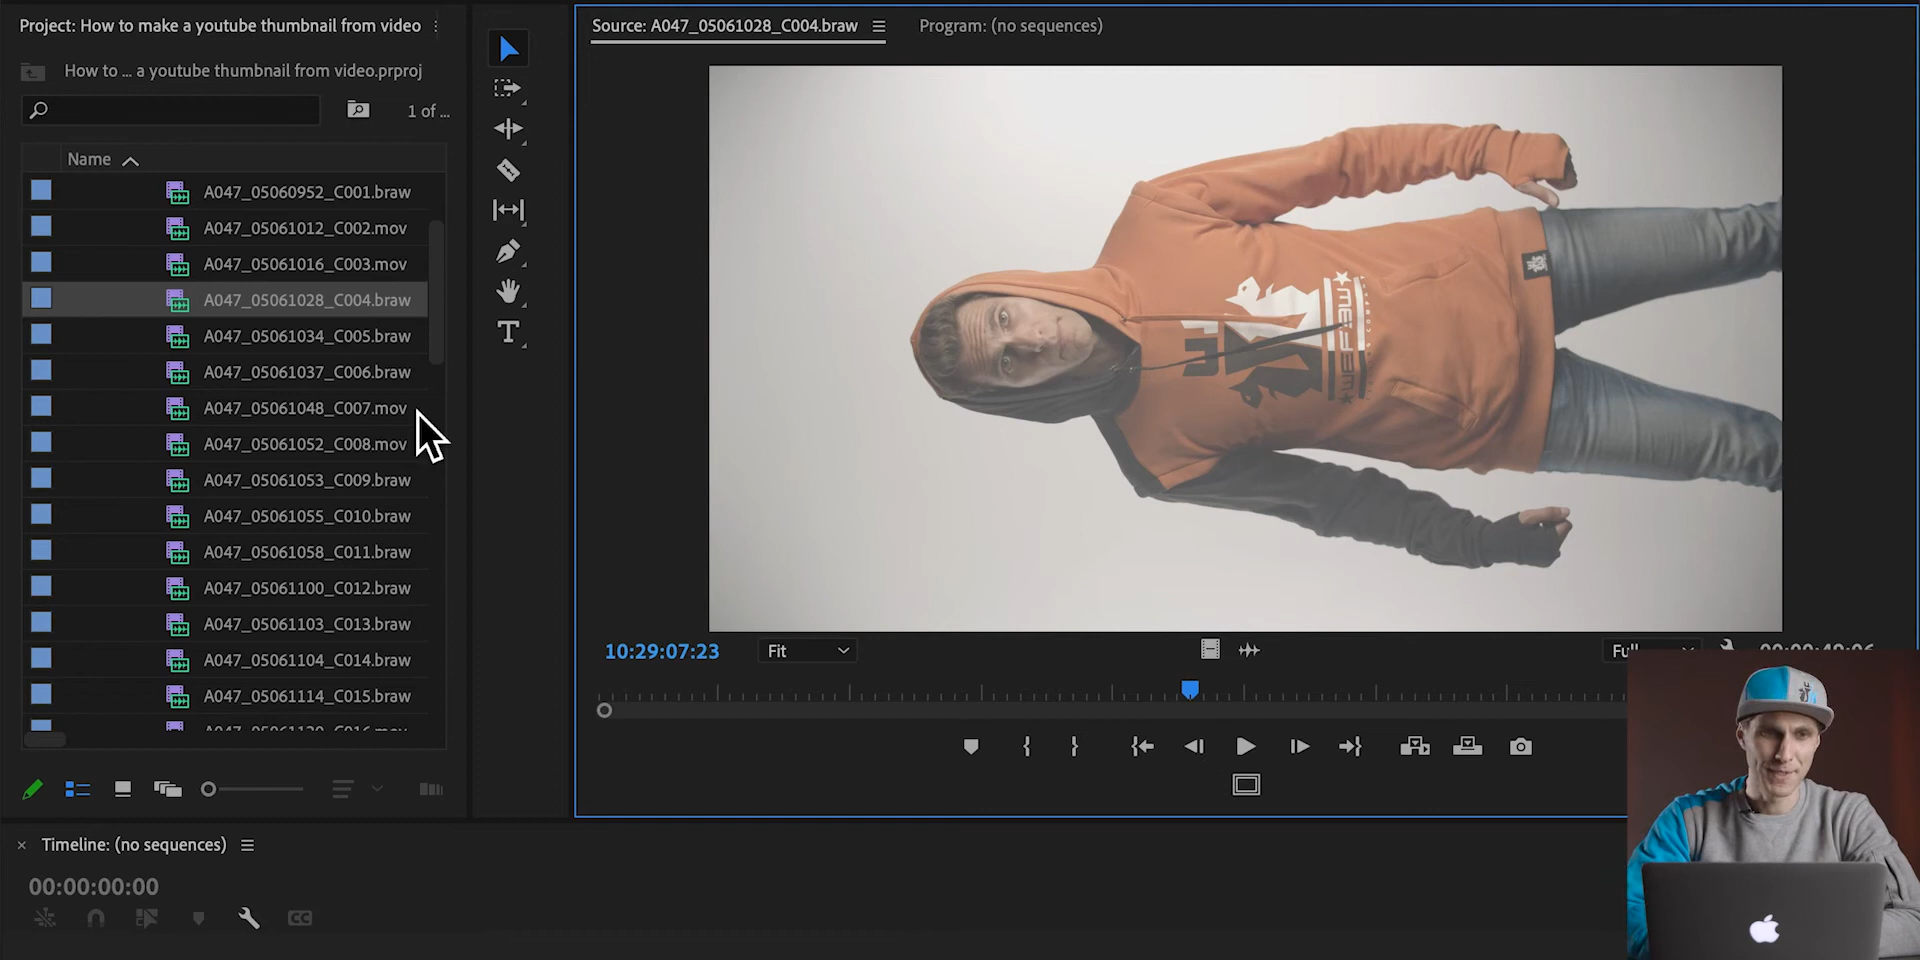 Project: How to make a youtube thumbnail from video
How to ... a youtube thumbnail from video.prproj
1 of ...
Name
A047_05060952_C001.braw
A047_05061012_C002.mov
A047_05061016_C003.mov
A047_05061028_C004.braw
A047_05061034_C005.braw
A047_05061037_C006.braw
A047_05061048_C007.mov
A047_05061052_C008.mov
A047_05061053_C009.braw
A047_05061055_C010.braw
A047_05061058_C011.braw
A047_05061100_C012.braw
A047_05061103_C013.braw
A047_05061104_C014.braw
A047_05061114_C015.braw
T
Source: A047_05061028_C004.braw
Program: (no sequences)
10:29:07:23
Fit
Full
Timeline: (no sequences)
00:00:00:00
CC